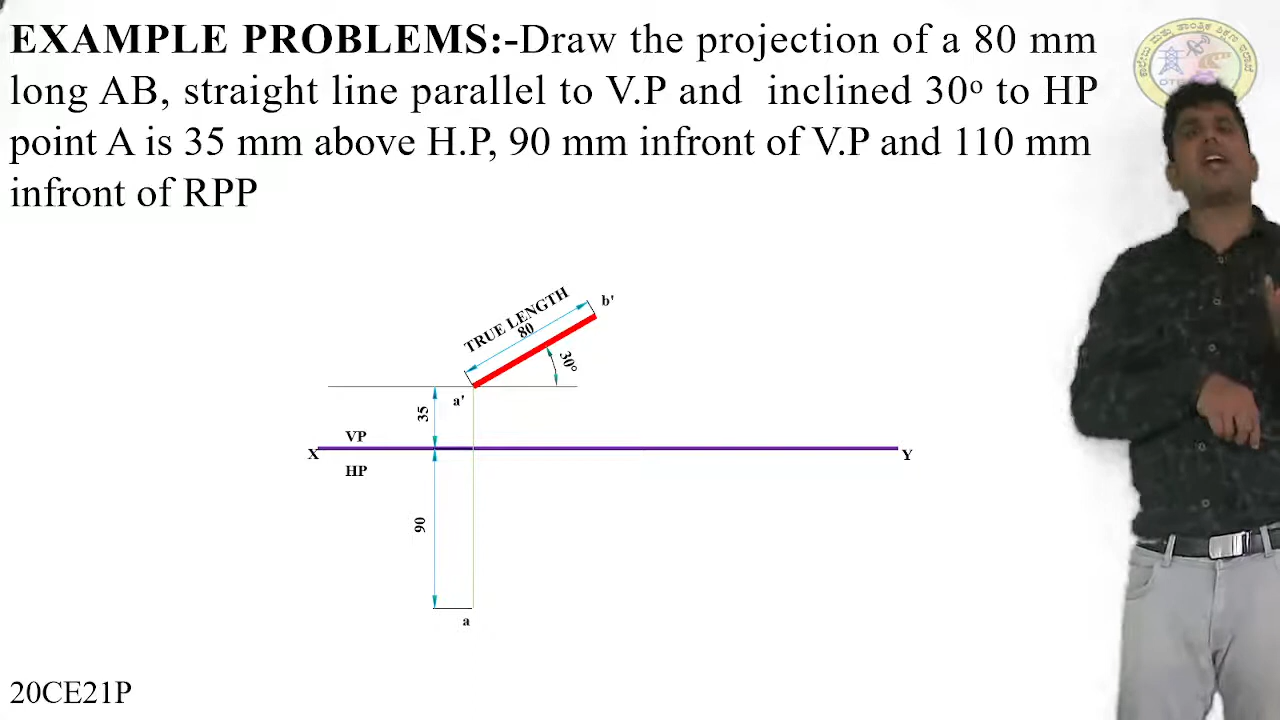 EXAMPLE PROBLEMS:-Draw the projection of a 80 mm
long AB, straight line parallel to V.P and inclined 30º to HP
point A is 35 mm above H.P, 90 mm infront of V.P and 110 mm
infront of RPP
TRUE LENGTH
80
b'
30°
a'
35
VP
X
Y
HP
90
a
20CE21P